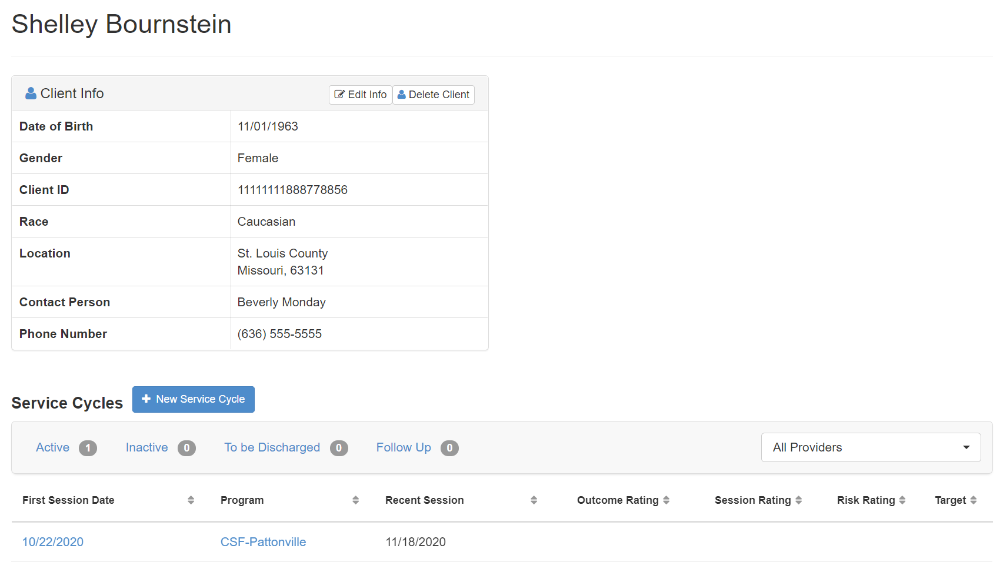 Shelley Bournstein
Client Info
Edit Info
Delete Client
Date of Birth 11/01/1963
Gender Female
Client ID 11111111888778856
Race Caucasian
Location St. Louis County
Missouri, 63131
Contact Person Beverly Monday
Phone Number (636) 555-5555
Service Cycles
New Service Cycle
Active 1 Inactive 0 To be Discharged 0 Follow Up 0 All Providers
First Session Date Program Recent Session Outcome Rating Session Rating Risk Rating Target
10/22/2020 CSF-Pattonville 11/18/2020